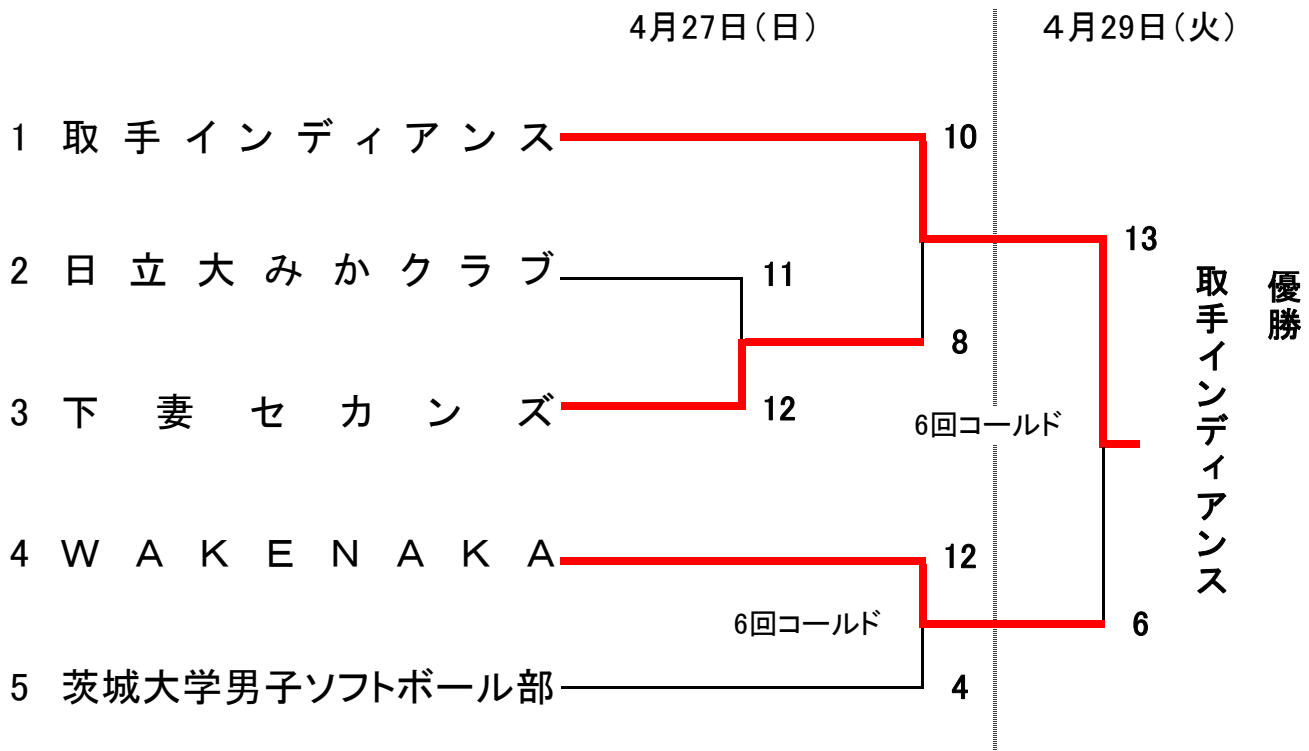 4月27日(日)
4月29日(火)
1 取手インディアンス
10
13
2 日立大みかクラブ
11
8
3 下妻セカンズ
12
6回コールド
4 WAKENAKA
12
6回コールド
6
5 茨城大学男子ソフトボール部
4
優勝
取手インディアンス